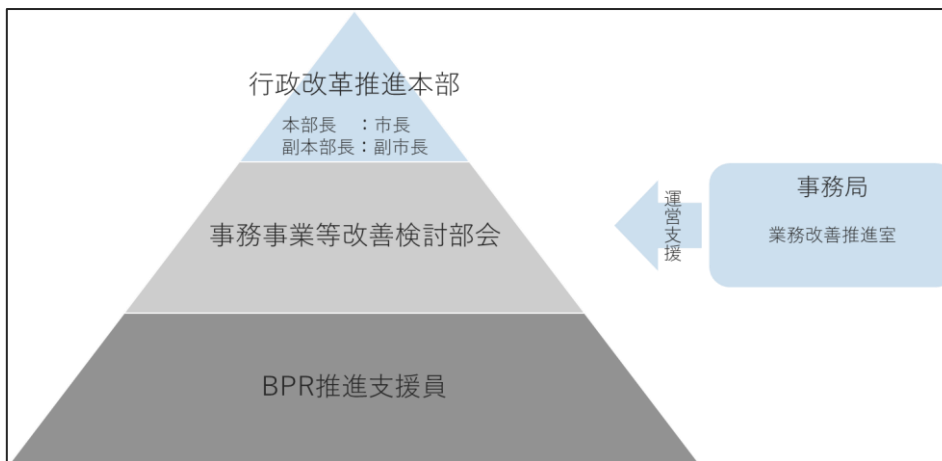 行政改革推進本部
本部長　：市長
副本部長：副市長
事務事業等改善検討部会
BPR推進支援員
運営支援
事務局
業務改善推進室